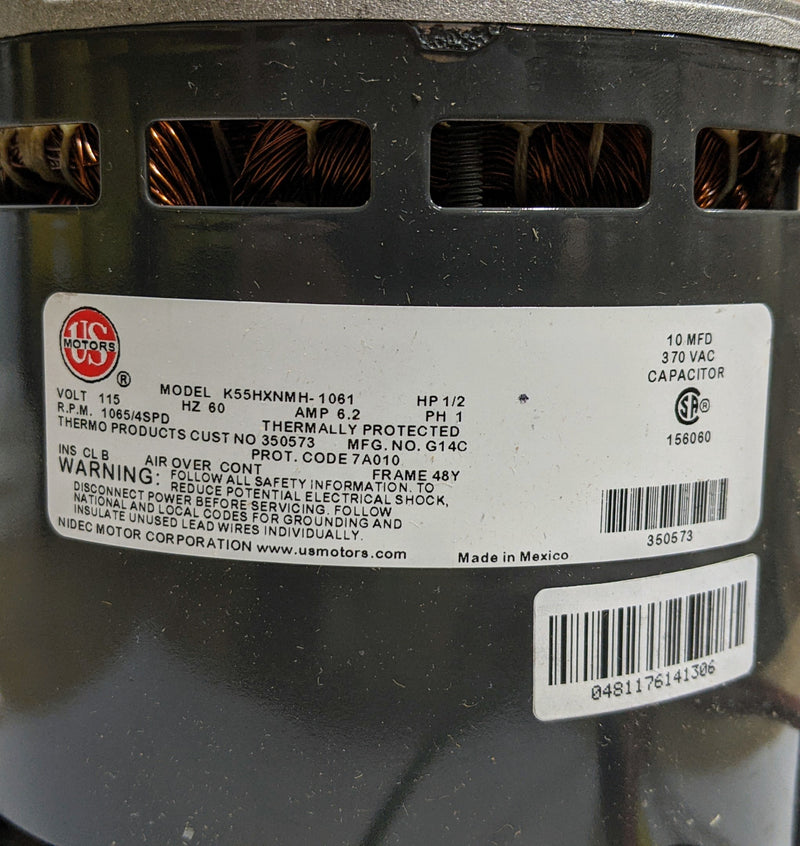 US
MOTORS
®
MODEL K55HXNMH-1061 HP 1/2
VOLT 115 HZ 60 AMP 6.2 PH 1
R.P.M. 1065/4SPD THERMALLY PROTECTED
THERMO PRODUCTS CUST NO 350573 MFG. NO. G14C
PROT. CODE 7A010
INS CL B AIR OVER CONT FRAME 48Y
WARNING: FOLLOW ALL SAFETY INFORMATION. TO
REDUCE POTENTIAL ELECTRICAL SHOCK,
DISCONNECT POWER BEFORE SERVICING. FOLLOW
NATIONAL AND LOCAL CODES FOR GROUNDING AND
INSULATE UNUSED LEAD WIRES INDIVIDUALLY.
NIDEC MOTOR CORPORATION www.usmotors.com Made in Mexico
10 MFD
370 VAC
CAPACITOR
SA®
156060
350573
0481176141306